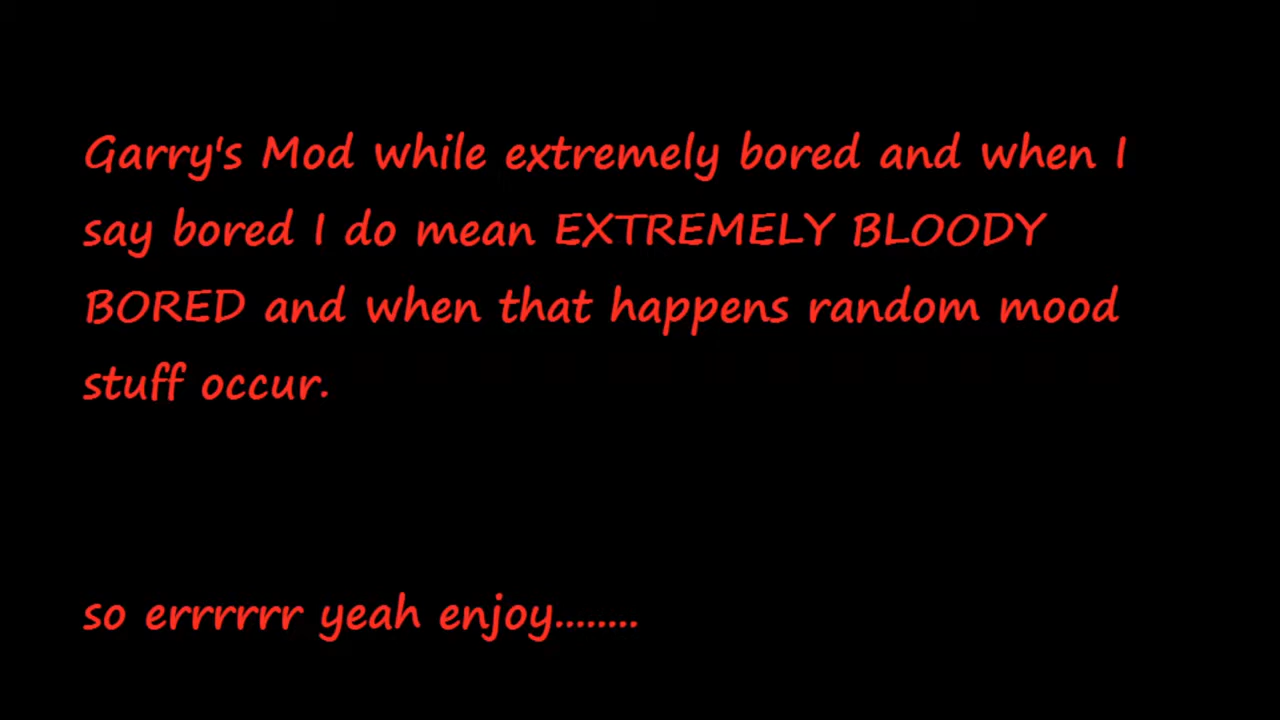 Garry's Mod while extremely bored and when I
say bored I do mean EXTREMELY BLOODY
BORED and when that happens random mood
stuff occur.
so errrrrr yeah enjoy........